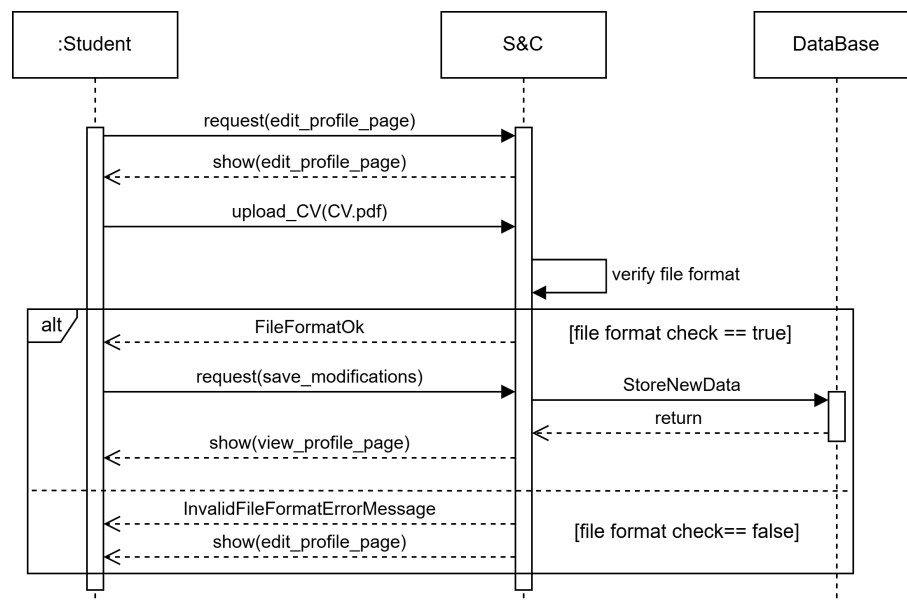 :Student
S&C
DataBase
request(edit_profile_page)
show(edit_profile_page)
upload_CV(CV.pdf)
verify file format
alt
FileFormatOk
[file format check == true]
request(save_modifications)
StoreNewData
return
show(view_profile_page)
InvalidFileFormatErrorMessage
[file format check== false]
show(edit_profile_page)